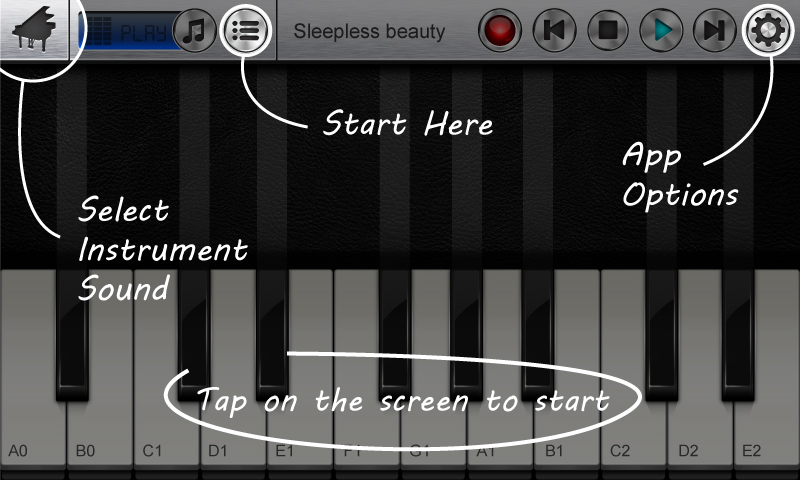 PLAY
Sleepless beauty
Start Here
App
Options
Select
Instrument
Sound
Tap on the screen to start
A0 B0 C1 D1 E1 F1 G1 A1 B1 C2 D2 E2